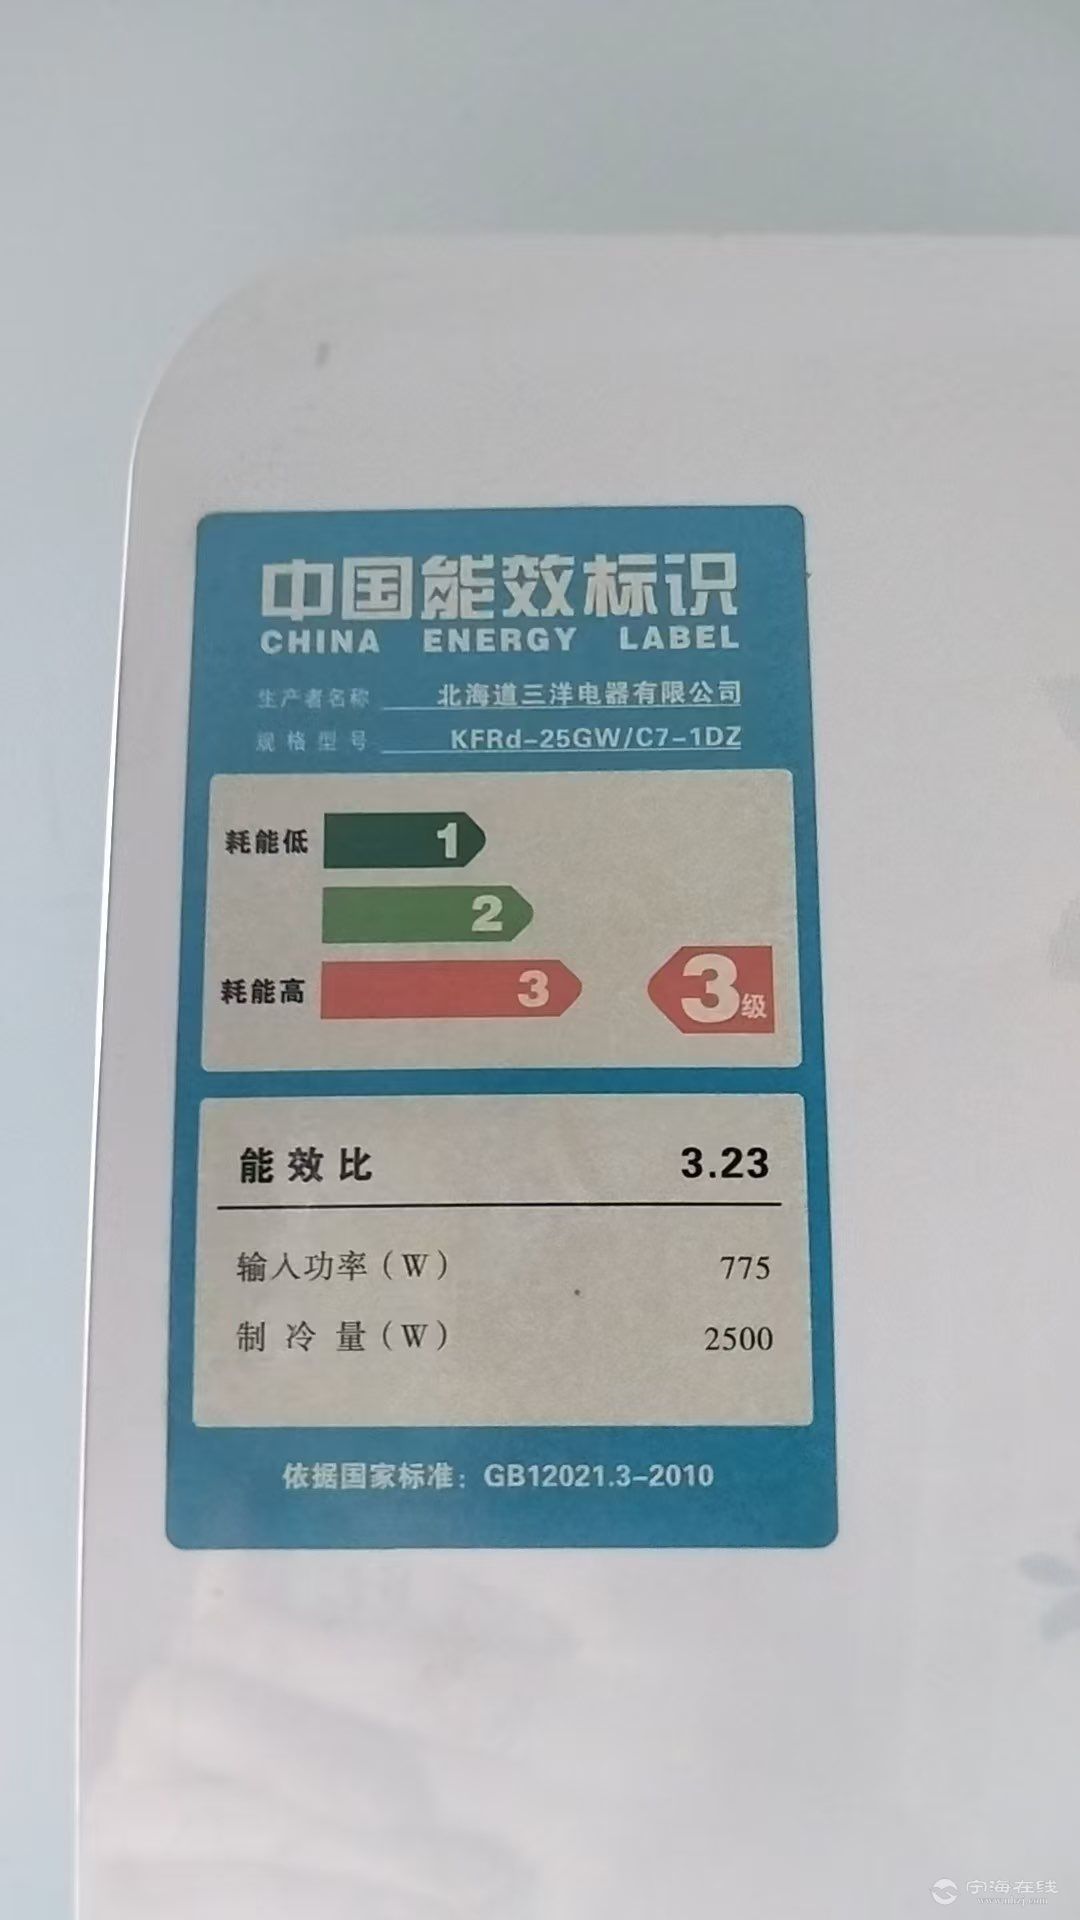 中国能效标识
CHINA ENERGY LABEL
生产者名称 北海道三洋电器有限公司
规格型号 KFRd-25GW/C7-1DZ
耗能低 1
2
耗能高 3 3级
能效比 3.23
输入功率(W) 775
制冷量(W) 2500
依据国家标准：GB12021.3-2010
宁海在线
www.nhzj.com